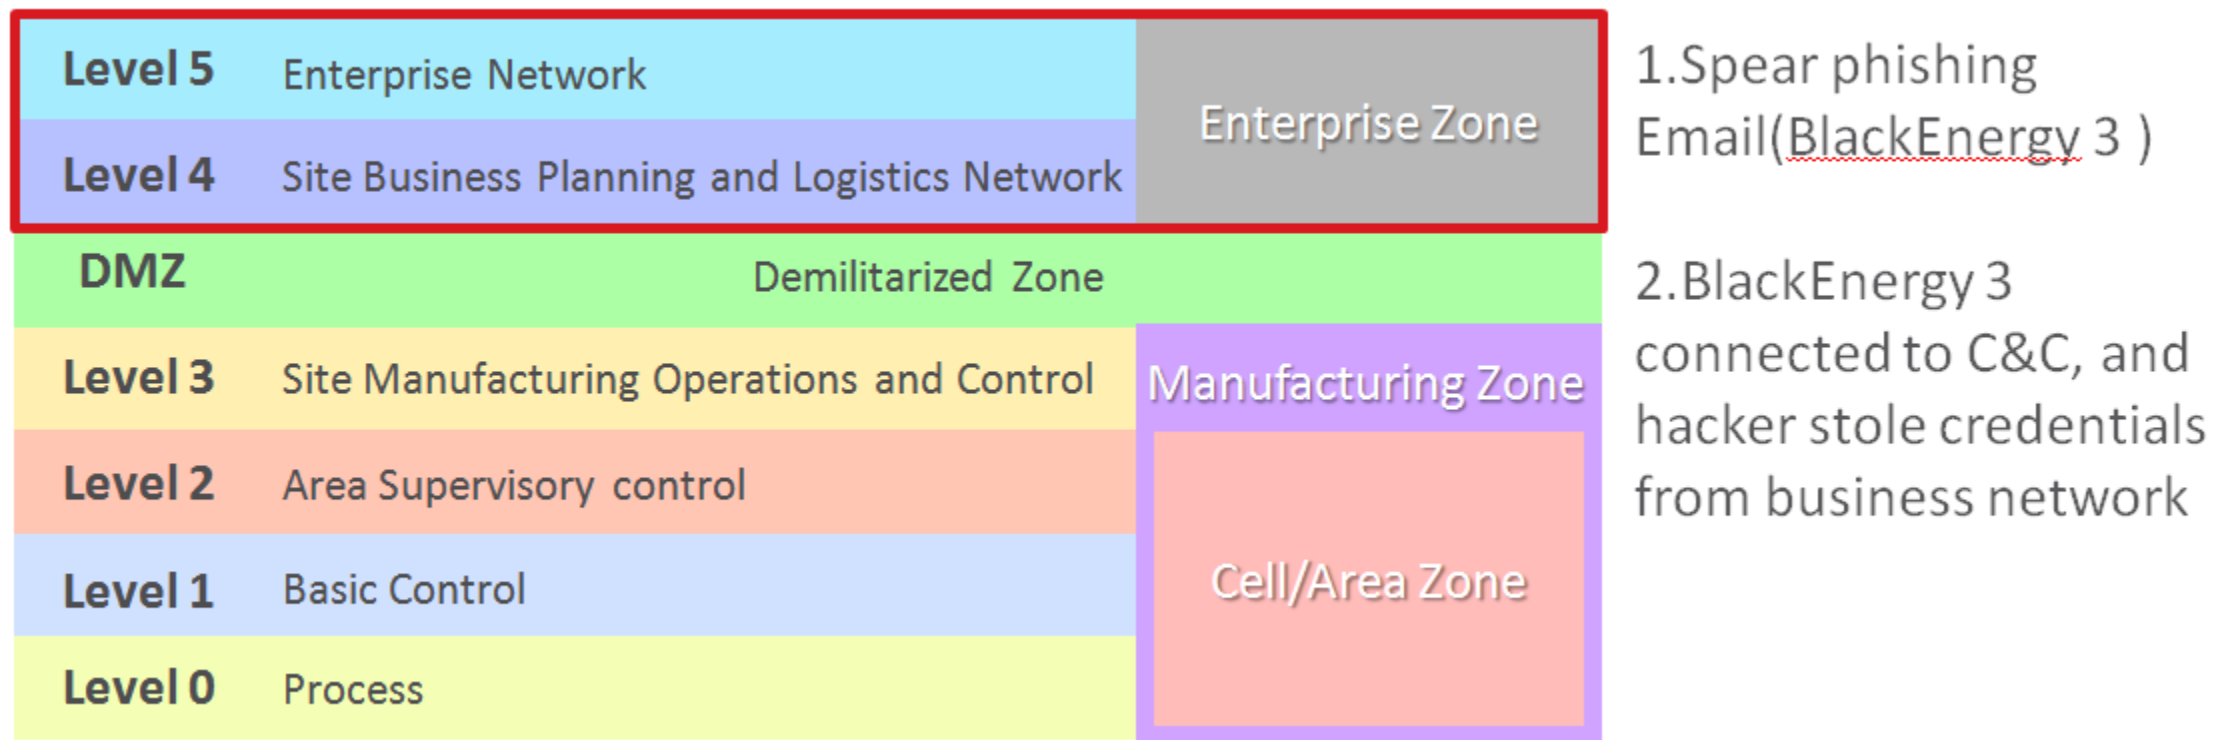 Level 5 Enterprise Network
Level 4 Site Business Planning and Logistics Network
Enterprise Zone
DMZ Demilitarized Zone
Level 3 Site Manufacturing Operations and Control
Manufacturing Zone
Level 2 Area Supervisory control
Level 1 Basic Control
Cell/Area Zone
Level 0 Process
1.Spear phishing
Email(BlackEnergy 3 )
2.BlackEnergy 3
connected to C&C, and
hacker stole credentials
from business network